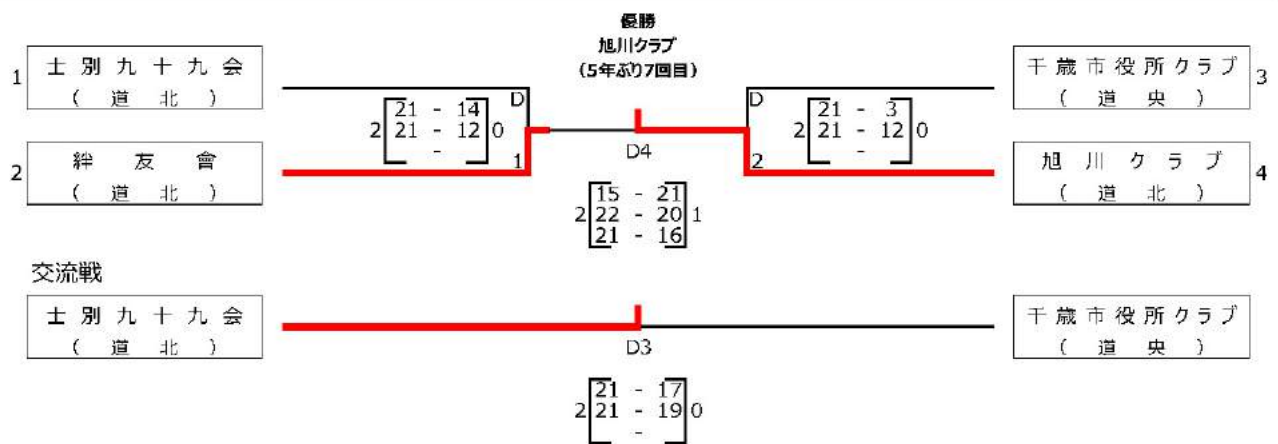 優勝
旭川クラブ
(5年ぶり7回目)
1
士別九十九会
(道北)
千歳市役所クラブ
(道央)
3
D
21 - 14
2 21 - 12 0
-
1
D4
D
21 - 3
2 21 - 12 0
-
2
2
絆友會
(道北)
旭川クラブ
(道北)
4
15 - 21
2 22 - 20 1
21 - 16
交流戦
士別九十九会
(道北)
千歳市役所クラブ
(道央)
D3
21 - 17
2 21 - 19 0
-